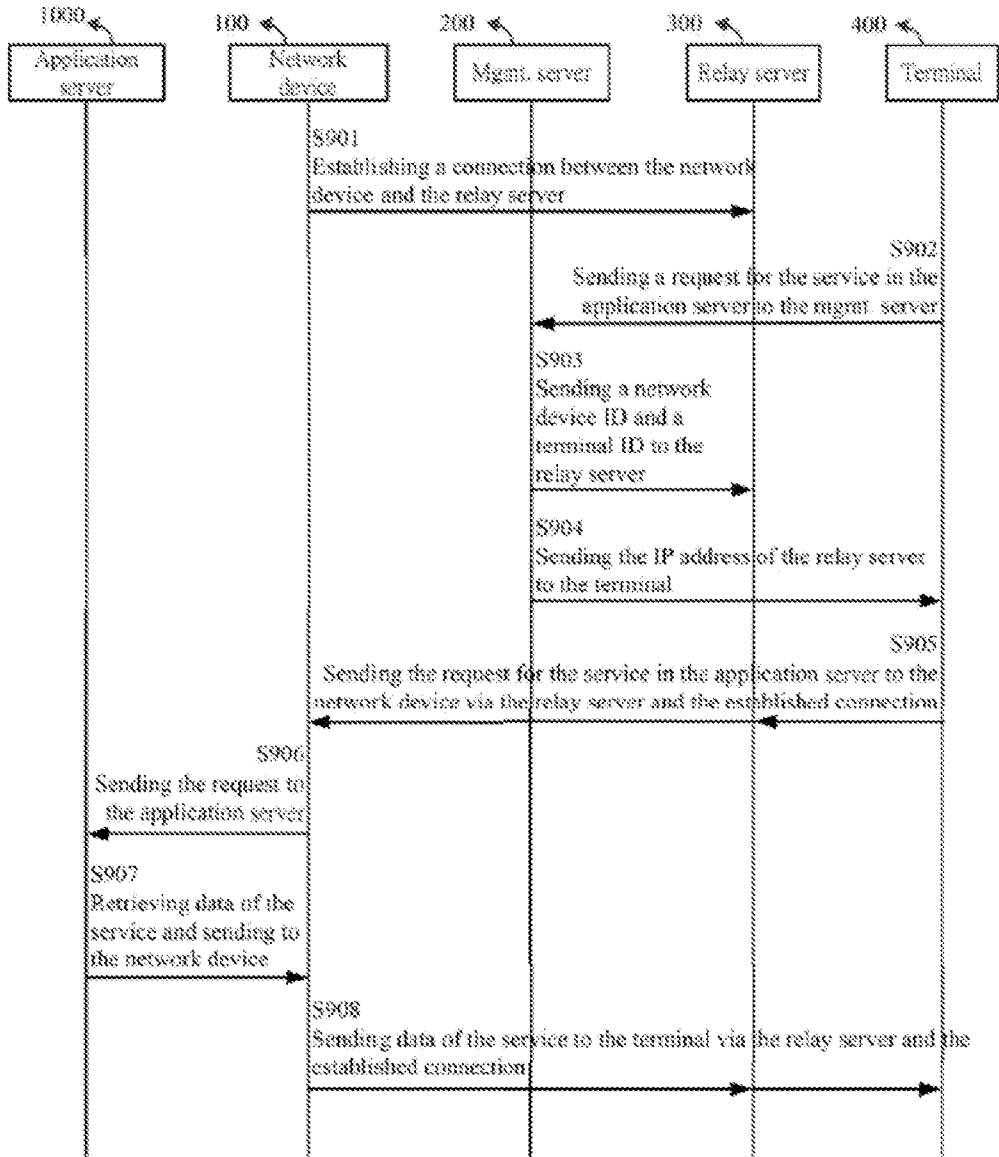 1000
100
200
300
400
Application
server
Network
device
Mgmt. server
Relay server
Terminal
S901
Establishing a connection between the network
device and the relay server
S902
Sending a request for the service in the
application server to the mgmt. server
S903
Sending a network
device ID and a
terminal ID to the
relay server
S904
Sending the IP address of the relay server
to the terminal
S905
Sending the request for the service in the application server to the
network device via the relay server and the established connection
S906
Sending the request to
the application server
S907
Retrieving data of the
service and sending to
the network device
S908
Sending data of the service to the terminal via the relay server and the
established connection